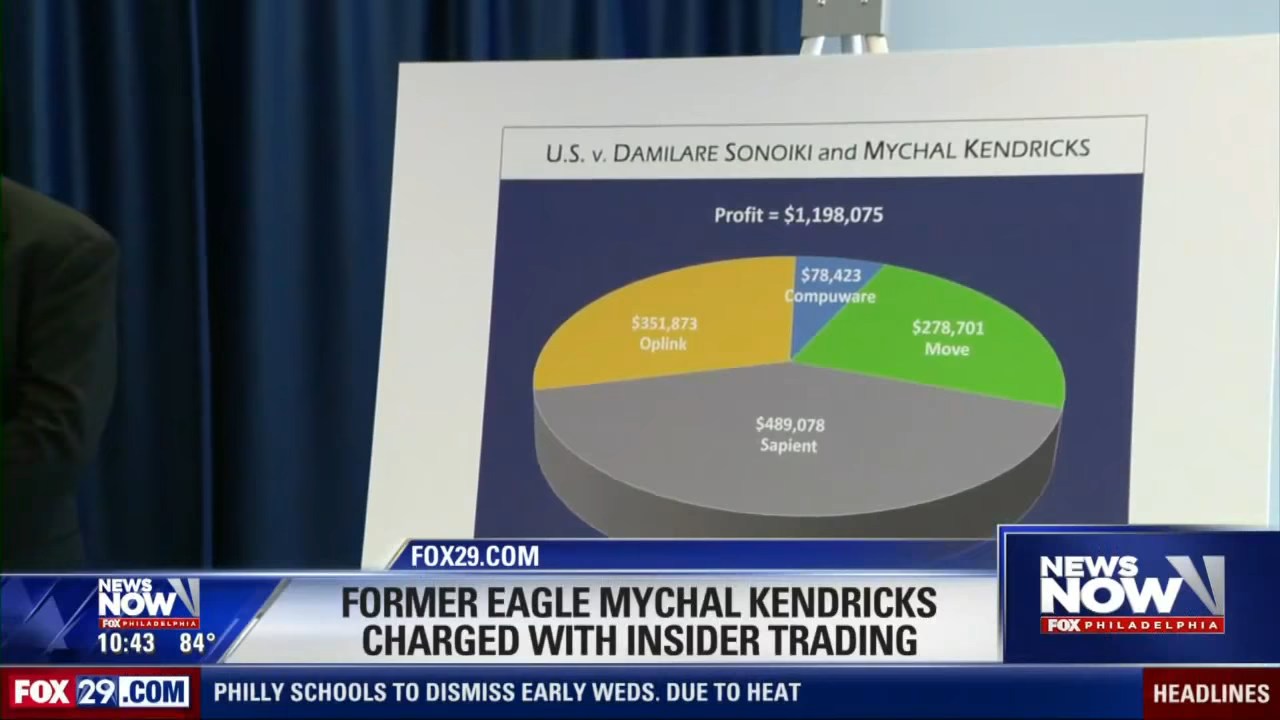 U.S. v. DAMILARE SONOIKI and MYCHAL KENDRICKS
Profit = $1,198,075
$78,423
Compuware
$351,873
Oplink
$278,701
Move
$489,078
Sapient
FOX29.COM
NEWS
NOW
FOX PHILADELPHIA
10:43 84°
FORMER EAGLE MYCHAL KENDRICKS
CHARGED WITH INSIDER TRADING
NEWS
NOW
FOX PHILADELPHIA
FOX 29.COM
PHILLY SCHOOLS TO DISMISS EARLY WEDS. DUE TO HEAT
HEADLINES